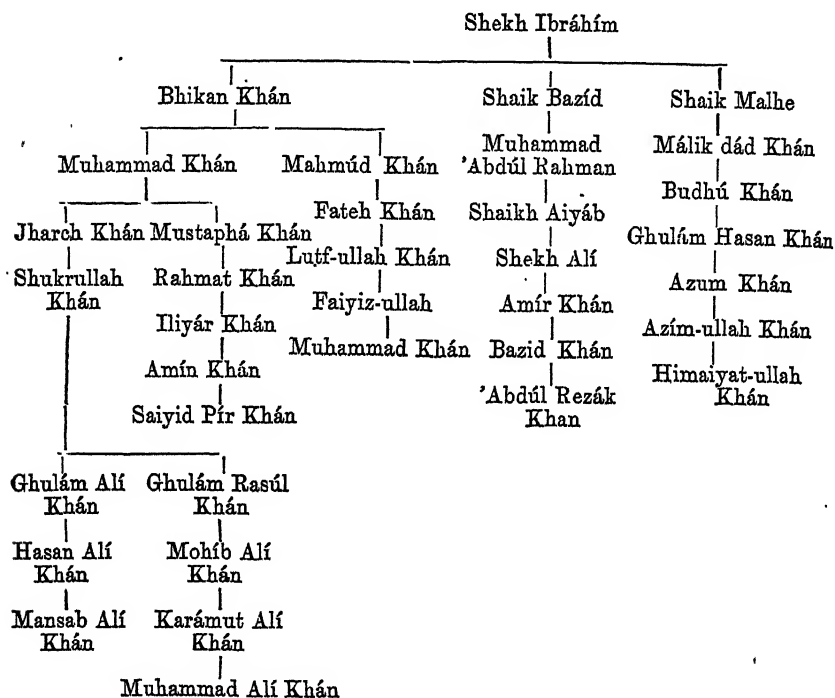 Shekh Ibráhím
Bhikan Khán
Shaik Bazíd
Shaik Malhe
Muhammad Khán
Mahmúd Khán
Muhammad
'Abdúl Rahman
Málik dád Khán
Jharch Khán
Mustaphá Khán
Fateh Khán
Shaikh Aiyáb
Budhú Khán
Shukrullah
Khán
Rahmat Khán
Lutf-ullah Khán
Shekh Alí
Ghulám Hasan Khán
Iliyár Khán
Faiyiz-ullah
Amír Khán
Azum Khán
Amín Khán
Muhammad Khán
Bazid Khán
Azím-ullah Khán
Saiyid Pír Khán
'Abdúl Rezák
Khan
Himaiyat-ullah
Khán
Ghulám Alí
Khán
Ghulám Rasúl
Khán
Hasan Alí
Khán
Mohíb Alí
Khán
Mansab Alí
Khán
Karámut Alí
Khán
Muhammad Alí Khán